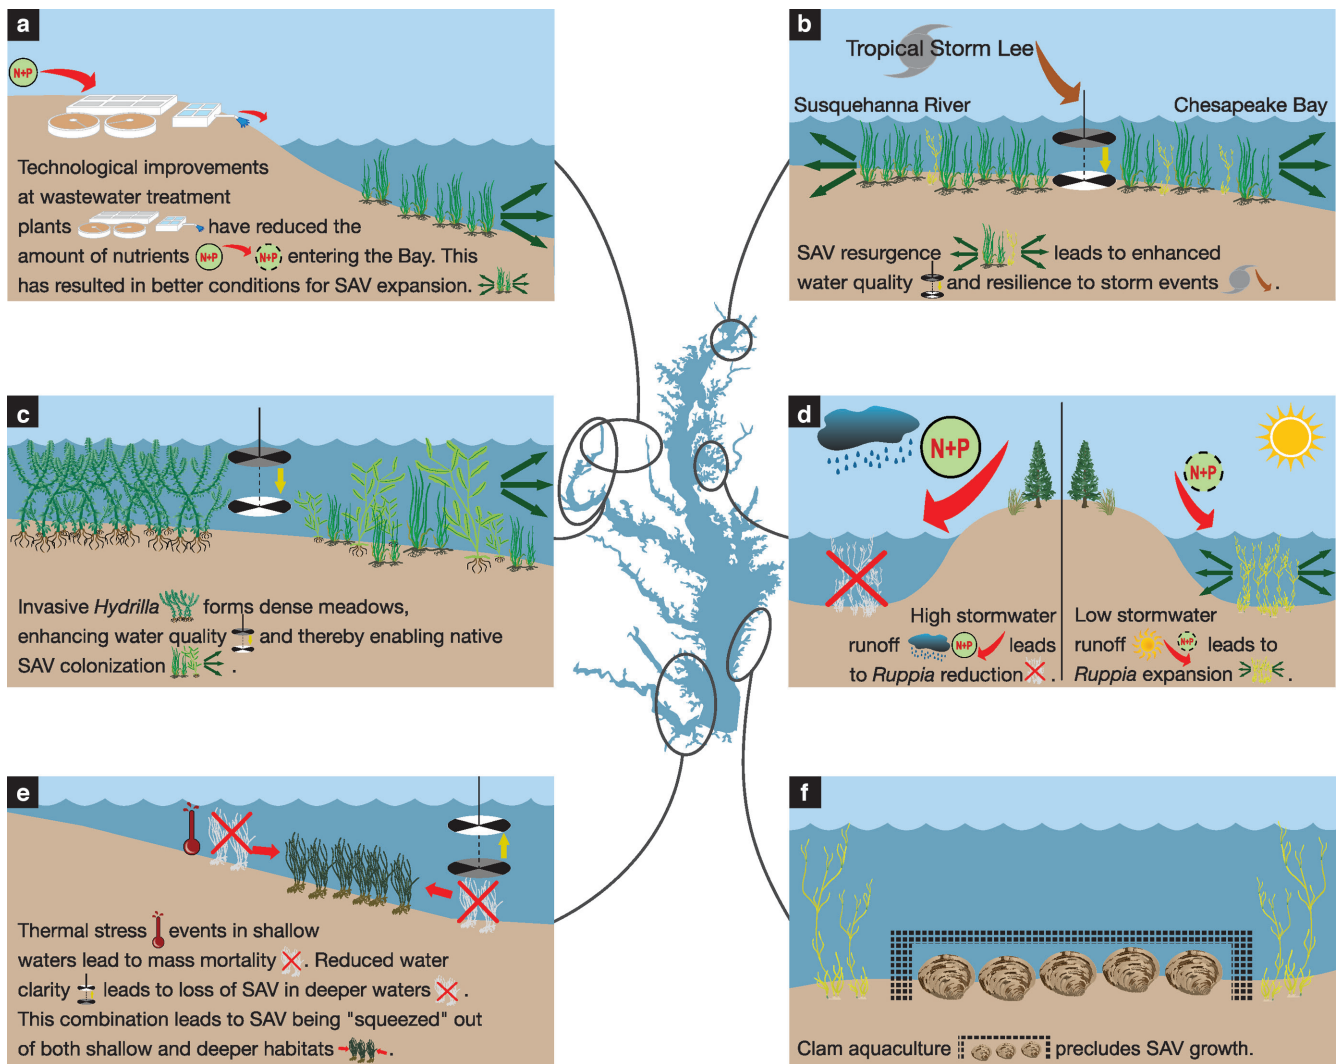 a
N+P
Technological improvements
at wastewater treatment
plants have reduced the
amount of nutrients N+P N+P entering the Bay. This
has resulted in better conditions for SAV expansion.
b
Tropical Storm Lee
Susquehanna River Chesapeake Bay
SAV resurgence leads to enhanced
water quality and resilience to storm events .
c
Invasive Hydrilla forms dense meadows,
enhancing water quality and thereby enabling native
SAV colonization .
d
N+P
N+P
High stormwater
runoff N+P leads
to Ruppia reduction .
Low stormwater
runoff N+P leads to
Ruppia expansion .
e
Thermal stress events in shallow
waters lead to mass mortality . Reduced water
clarity leads to loss of SAV in deeper waters .
This combination leads to SAV being "squeezed" out
of both shallow and deeper habitats .
f
Clam aquaculture precludes SAV growth.